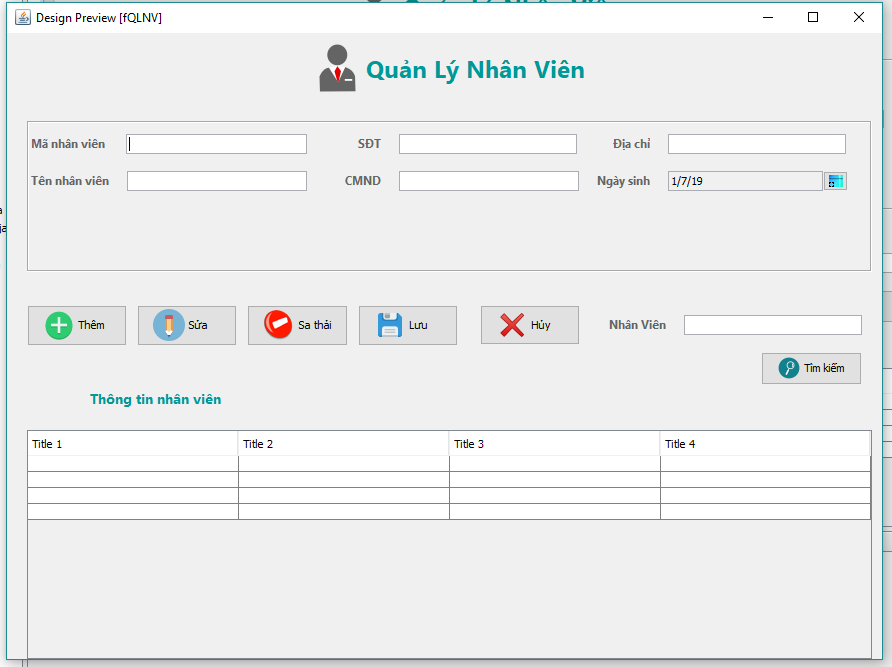 Design Preview [fQLNV]
Quản Lý Nhân Viên
Mã nhân viên SĐT Địa chỉ
Tên nhân viên CMND Ngày sinh 1/7/19
Thêm Sửa Sa thải Lưu Hủy Nhân Viên
Tìm kiếm
Thông tin nhân viên
Title 1 Title 2 Title 3 Title 4